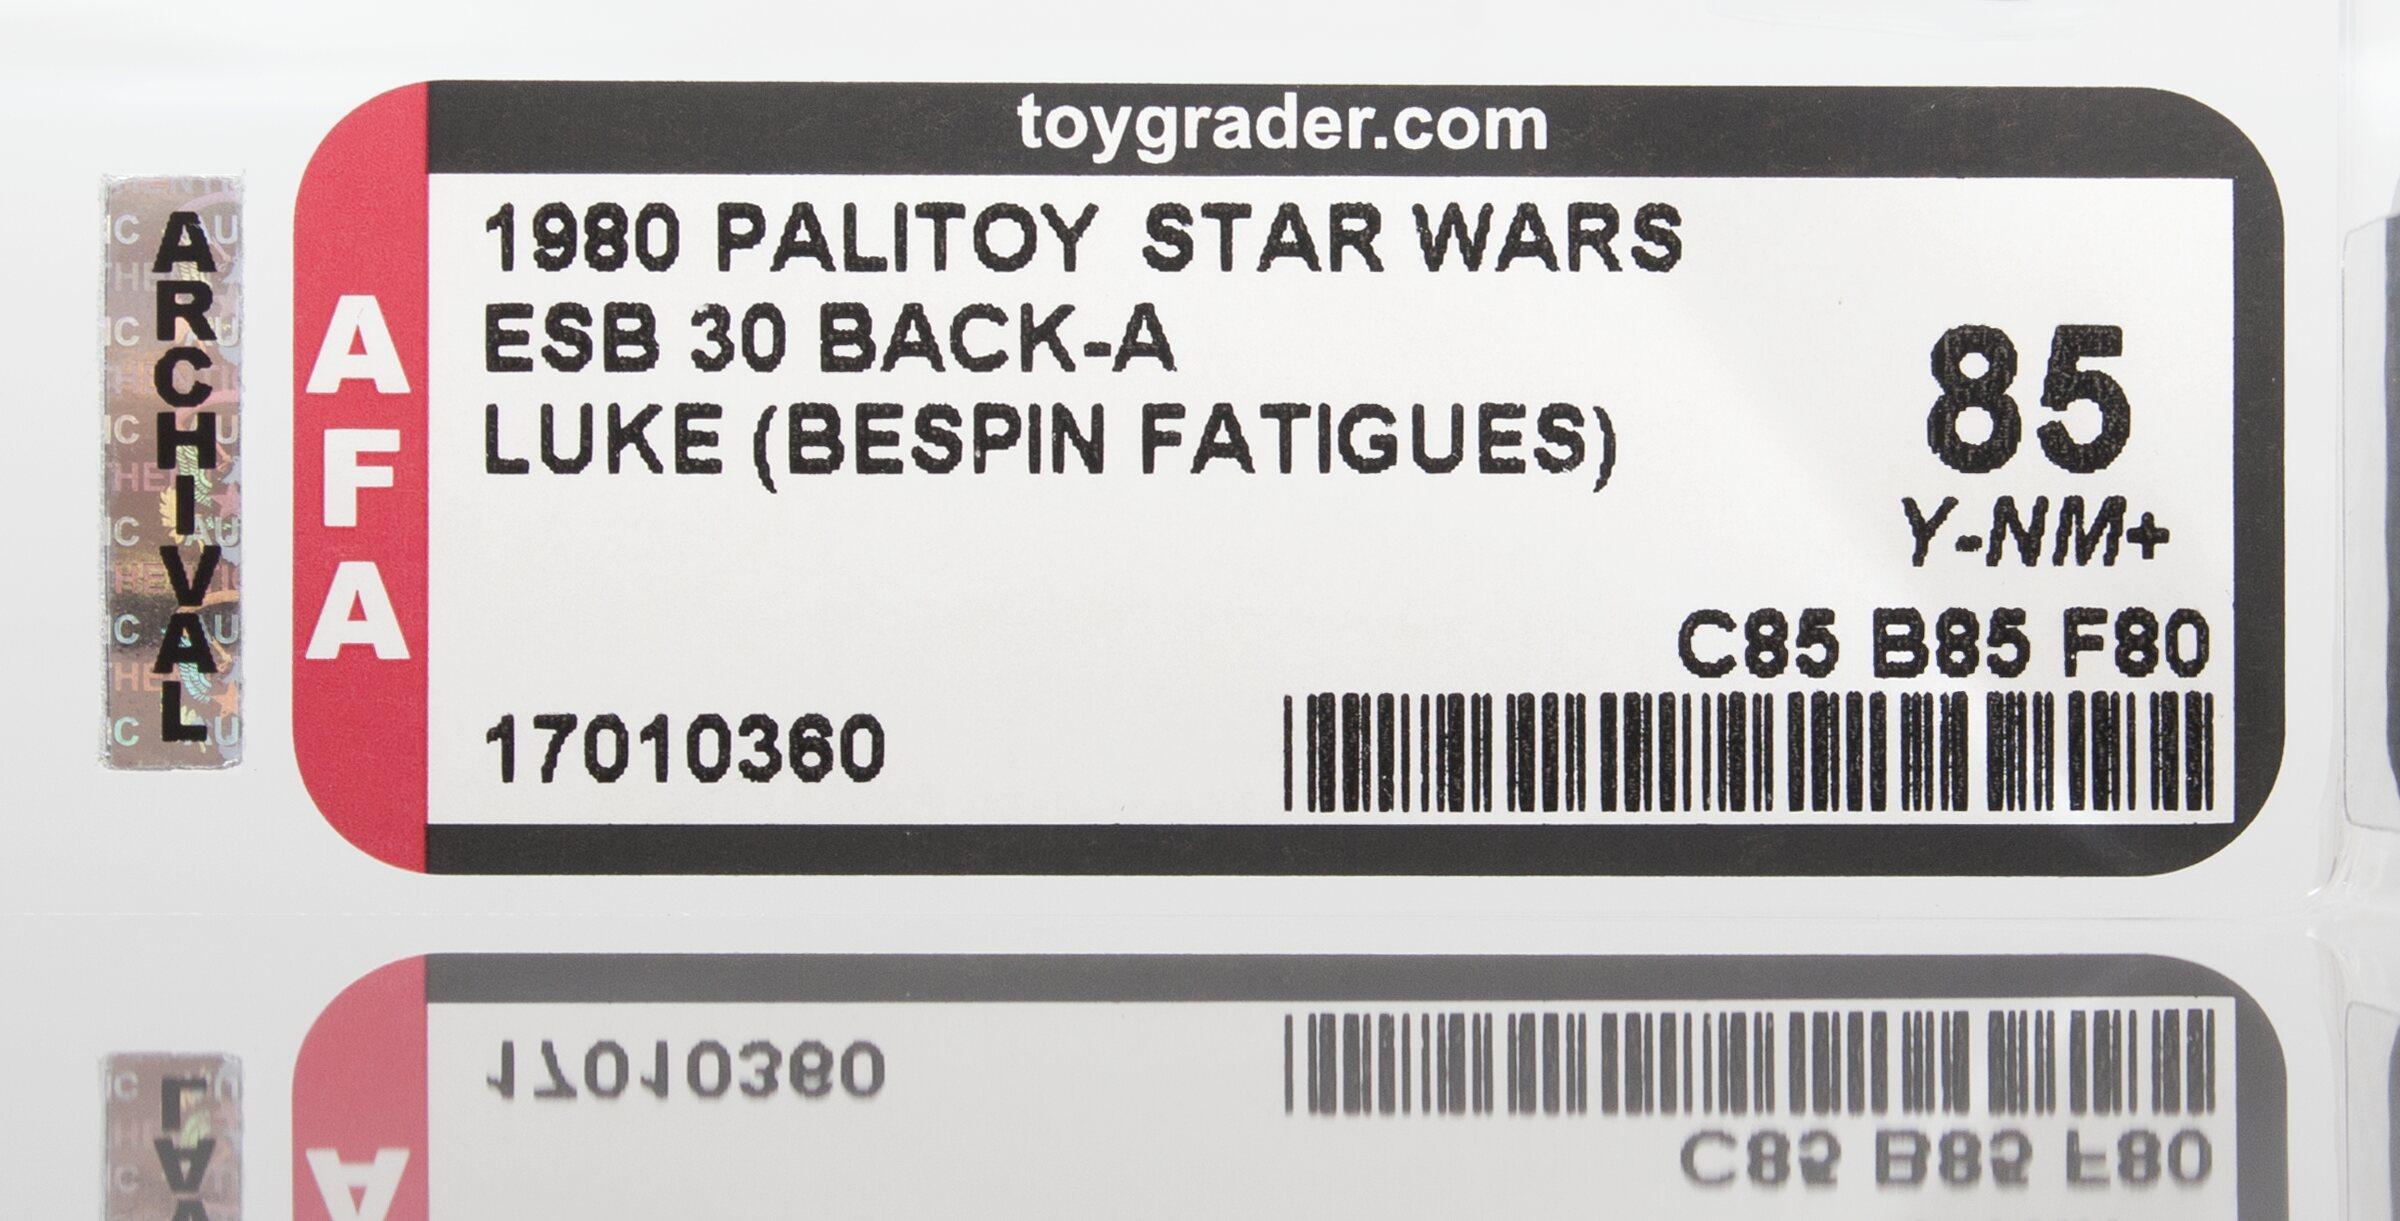 toygrader.com
ARCHIVAL
AFA
1980 PALITOY STAR WARS
ESB 30 BACK-A
LUKE (BESPIN FATIGUES)
85
Y-NM+
C85 B85 F80
17010360